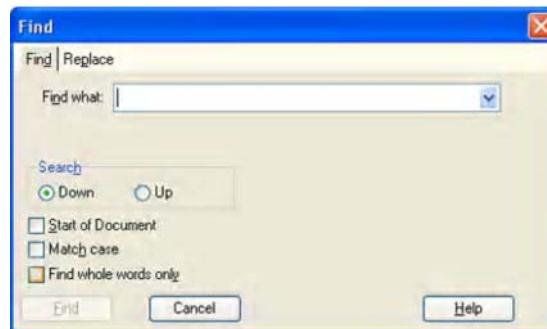 Find
Find Replace
Find what:
Search
Down Up
Start of Document
Match case
Find whole words only
Find Cancel Help